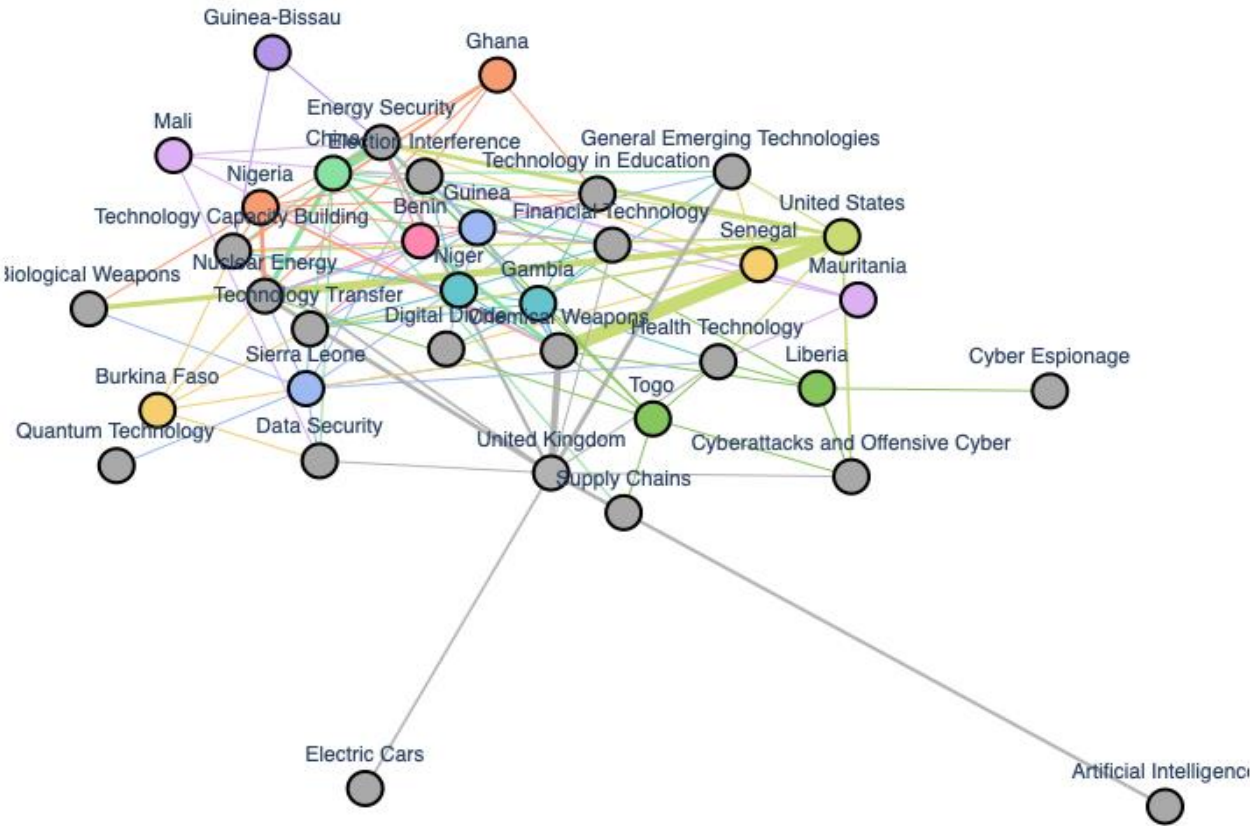 Guinea-Bissau
Ghana
Energy Security
Mali
China
Election Interference
General Emerging Technologies
Technology in Education
Nigeria
Guinea
United States
Benin
Technology Capacity Building
Financial Technology
Senegal
Niger
Nuclear Energy
Gambia
Mauritania
Biological Weapons
Technology Transfer
Digital Divide
Chemical Weapons
Health Technology
Sierra Leone
Liberia
Cyber Espionage
Burkina Faso
Togo
Quantum Technology
Data Security
United Kingdom
Cyberattacks and Offensive Cyber
Supply Chains
Electric Cars
Artificial Intelligence